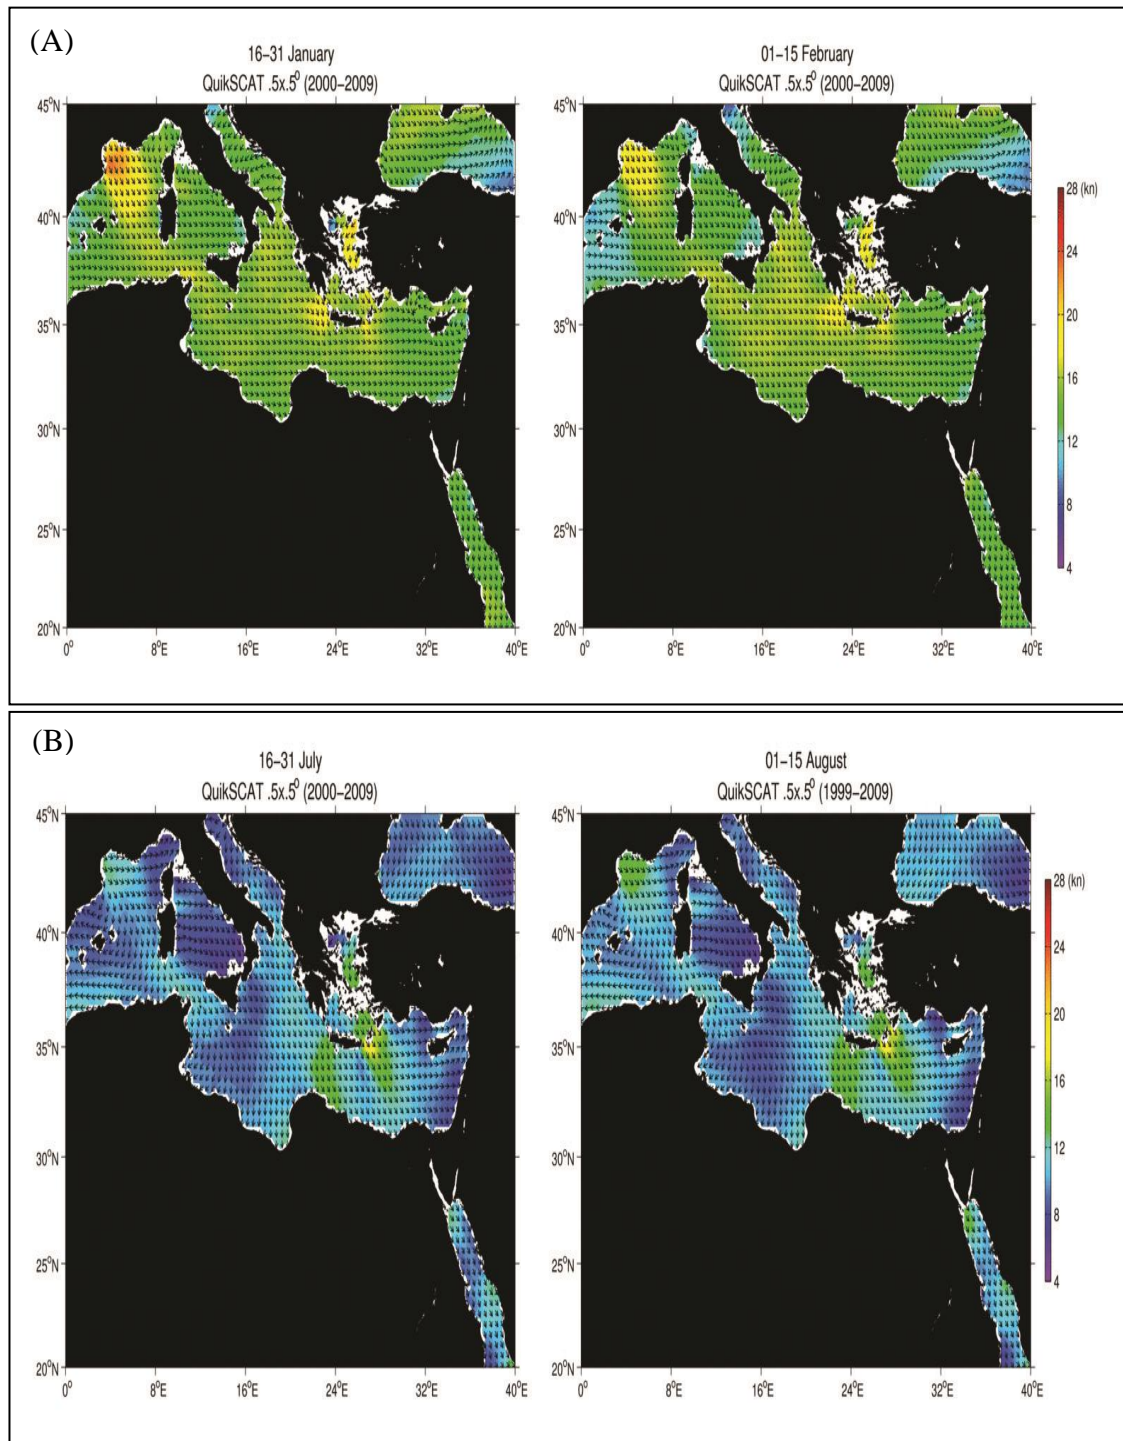 (A)
16-31 January
QuikSCAT .5x.5⁰ (2000-2009)
01-15 February
QuikSCAT .5x.5⁰ (2000-2009)
45°N
40°N
35°N
30°N
25°N
20°N
0°
8°E
16°E
24°E
32°E
40°E
45°N
40°N
35°N
30°N
25°N
20°N
0°
8°E
16°E
24°E
32°E
40°E
28 (kn)
24
20
16
12
8
4
(B)
16-31 July
QuikSCAT .5x.5⁰ (2000-2009)
01-15 August
QuikSCAT .5x.5⁰ (1999-2009)
45°N
40°N
35°N
30°N
25°N
20°N
0°
8°E
16°E
24°E
32°E
40°E
45°N
40°N
35°N
30°N
25°N
20°N
0°
8°E
16°E
24°E
32°E
40°E
28 (kn)
24
20
16
12
8
4